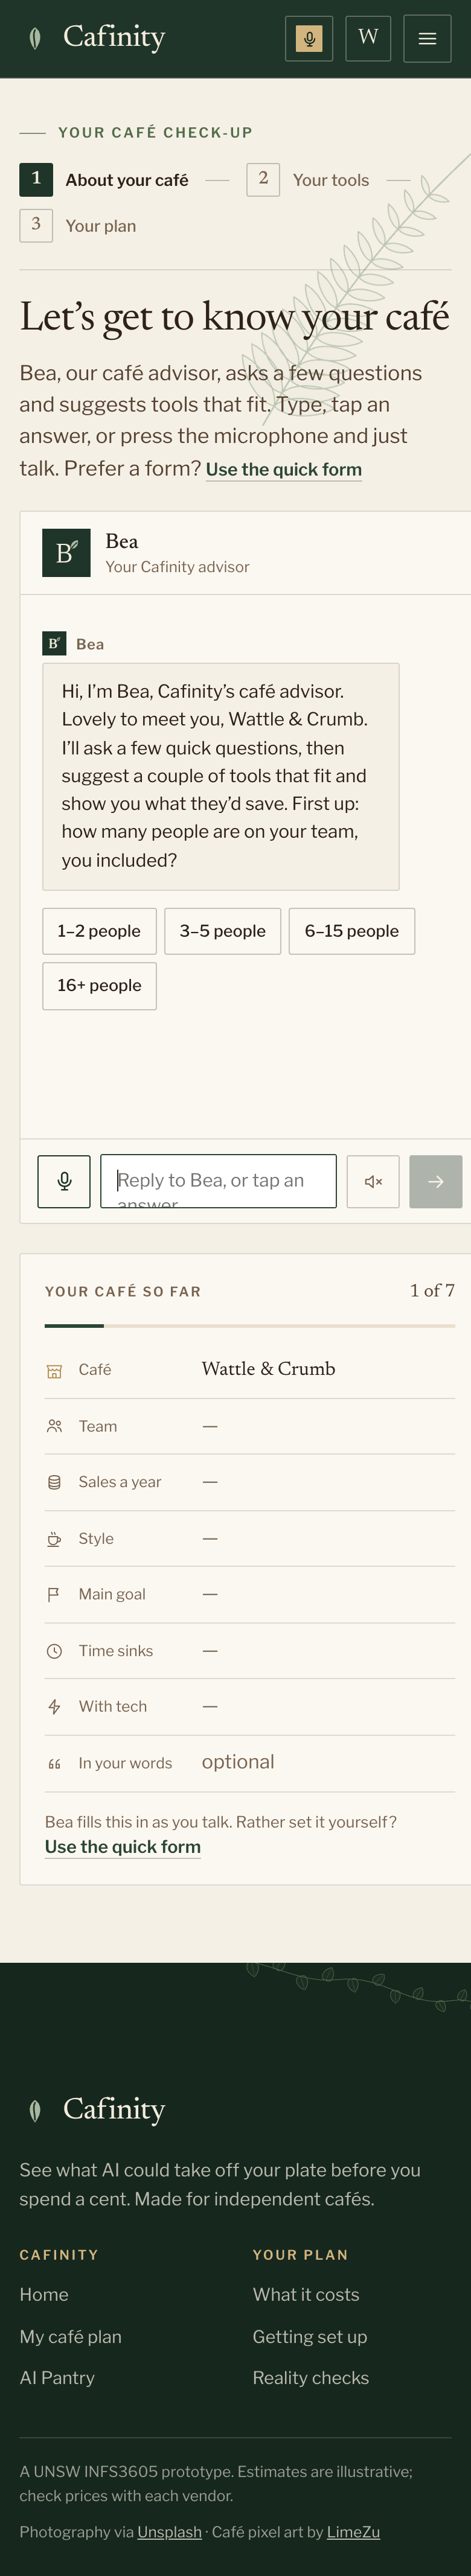 Cafinity
W
YOUR CAFÉ CHECK-UP
1 About your café
2 Your tools
3 Your plan
Let’s get to know your café
Bea, our café advisor, asks a few questions
and suggests tools that fit. Type, tap an
answer, or press the microphone and just
talk. Prefer a form? Use the quick form
B
Bea
Your Cafinity advisor
B
Bea
Hi, I’m Bea, Cafinity’s café advisor.
Lovely to meet you, Wattle & Crumb.
I’ll ask a few quick questions, then
suggest a couple of tools that fit and
show you what they’d save. First up:
how many people are on your team,
you included?
1–2 people
3–5 people
6–15 people
16+ people
Reply to Bea, or tap an
answer
YOUR CAFÉ SO FAR
1 of 7
Café Wattle & Crumb
Team —
Sales a year —
Style —
Main goal —
Time sinks —
With tech —
In your words optional
Bea fills this in as you talk. Rather set it yourself?
Use the quick form
Cafinity
See what AI could take off your plate before you
spend a cent. Made for independent cafés.
CAFINITY
Home
My café plan
AI Pantry
YOUR PLAN
What it costs
Getting set up
Reality checks
A UNSW INFS3605 prototype. Estimates are illustrative;
check prices with each vendor.
Photography via Unsplash · Café pixel art by LimeZu